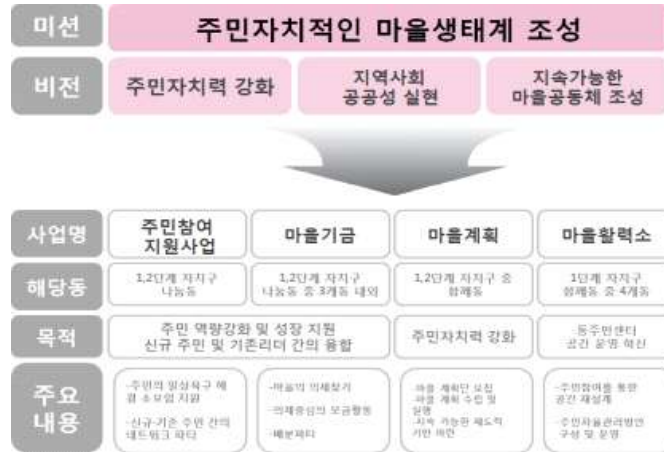 미션
주민자치적인 마을생태계 조성
비전
주민자치력 강화
지역사회
공공성 실현
지속가능한
마을공동체 조성
사업명
주민참여
지원사업
마을기금
마을계획
마을활력소
해당동
1,2단계 자치구
나눔동
1,2단계 자치구
나눔동 중 3개동 내외
1,2단계 자치구 중
함께동
1단계 자치구
함께동 중 4개동
목적
주민 역량강화 및 성장 지원
신규 주민 및 기존리더 간의 융합
주민자치력 강화
-동주민센터
공간 운영 혁신
주요
내용
-주민의 일상욕구 해
결 소모임 지원
-신규·기존 주민 간의
네트워크 파티
-마을의 의제찾기
-의제중심의 모금활동
-배분파티
-마을 계획단 모집
-마을 계획 수립 및
실행
-지속 가능한 제도적
기반 마련
-주민참여를 통한
공간 재설계
-주민자율관리방안
구성 및 운영